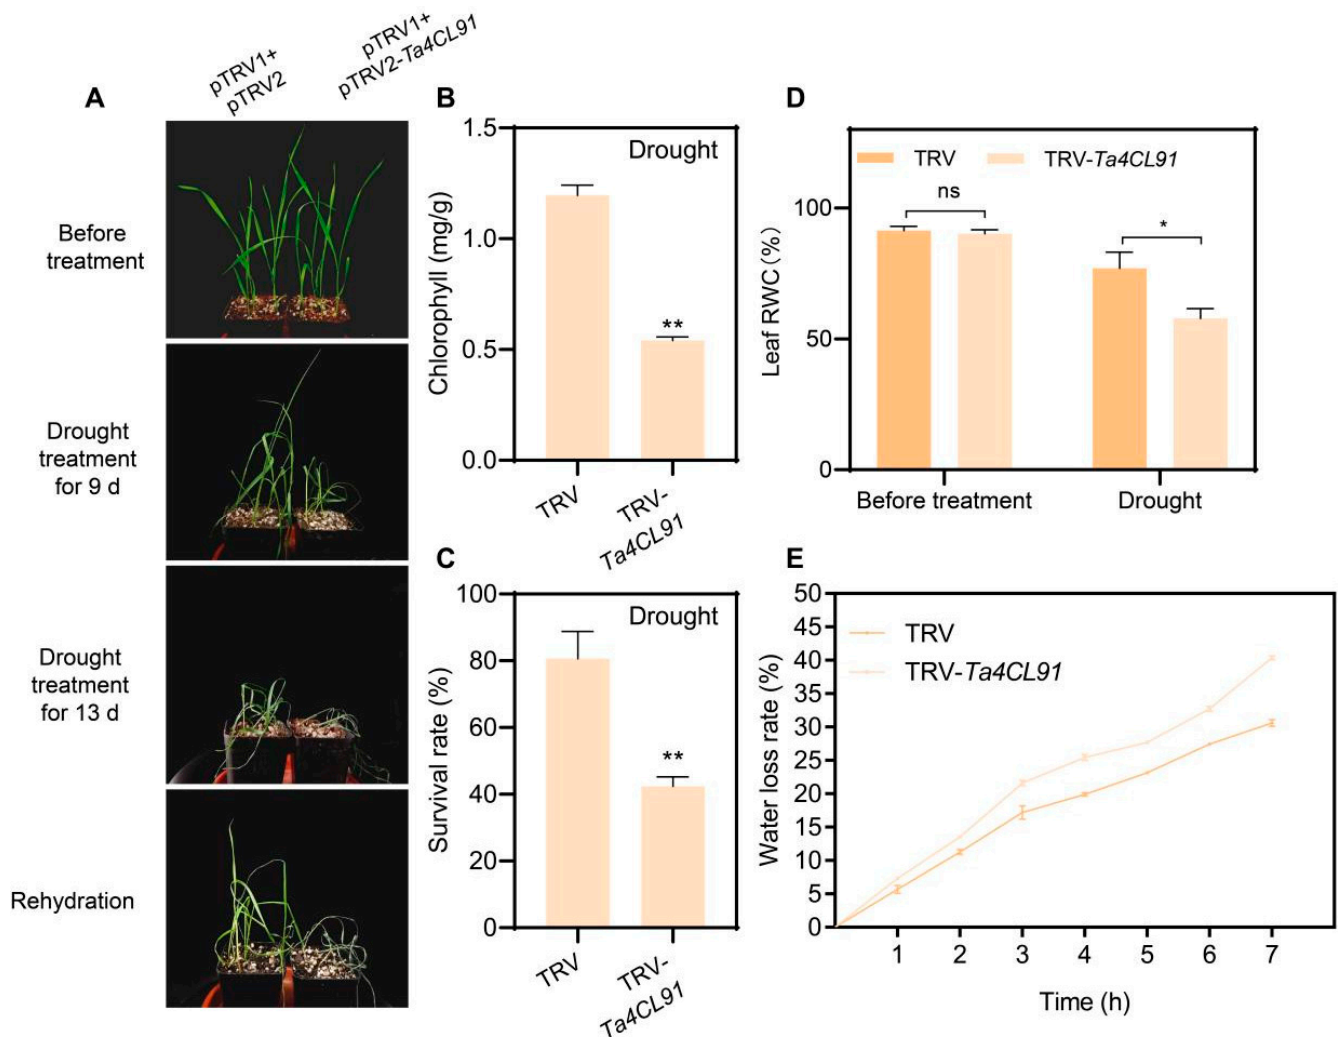 pTRV1+
pTRV2
pTRV1+
pTRV2-Ta4CL91
A
Before
treatment
Drought
treatment
for 9 d
Drought
treatment
for 13 d
Rehydration
B
Drought
Chlorophyll (mg/g)
1.5
1.0
0.5
0.0
**
TRV
TRV-
Ta4CL91
C
Drought
Survival rate (%)
100
80
60
40
20
0
**
TRV
TRV-
Ta4CL91
D
TRV
TRV-Ta4CL91
Leaf RWC (%)
100
50
0
ns
*
Before treatment
Drought
E
TRV
TRV-Ta4CL91
Water loss rate (%)
50
45
40
35
30
25
20
15
10
5
0
1 2 3 4 5 6 7
Time (h)